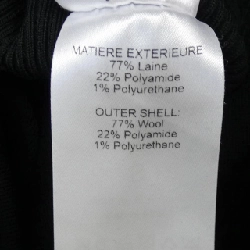 MATIERE EXTERIEURE
77% Laine
22% Polyamide
1% Polyurethane
OUTER SHELL:
77% Wool
22% Polyamide
1% Polyurethane